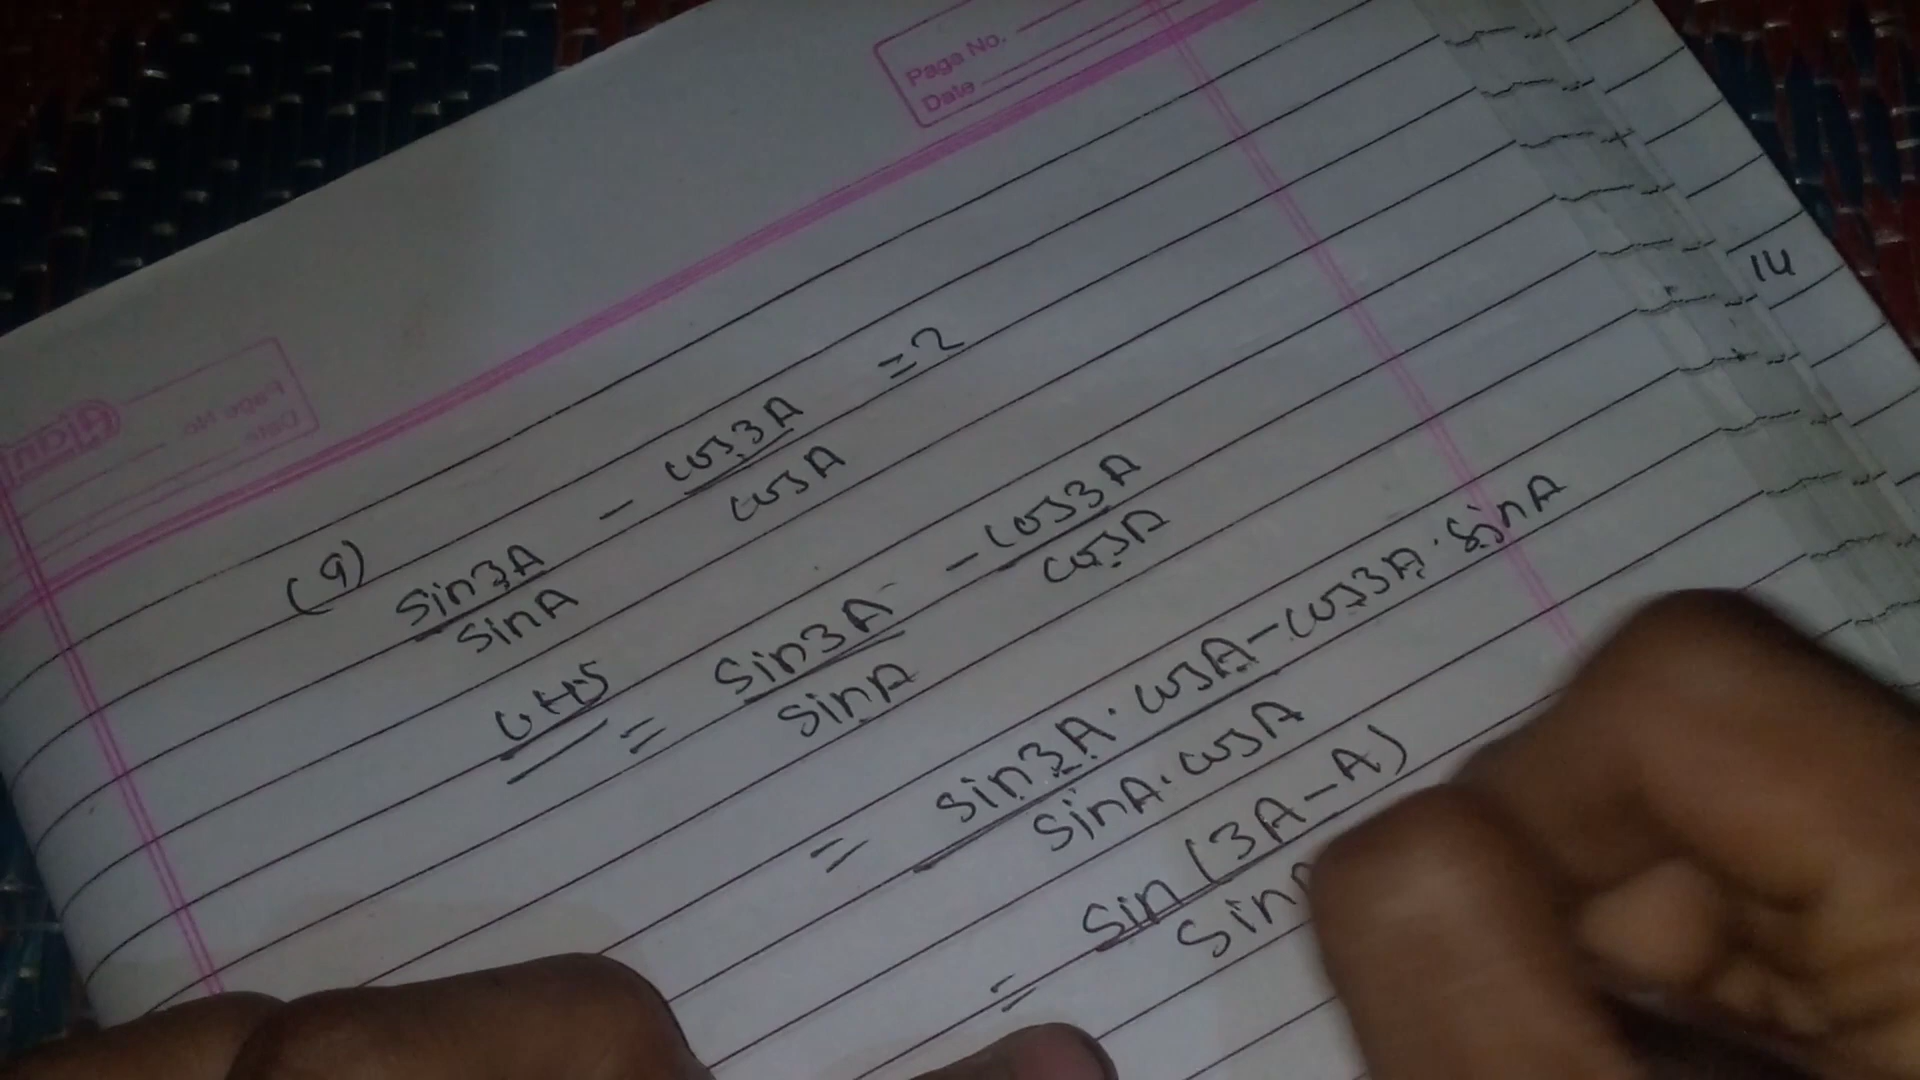 Page No.
Date
14
(9)
sin3A/sinA - cos3A/cosA = 2
LHS
= sin3A/sinA - cos3A/cosA
= sin3A·cosA-cos3A·sinA/sinA·cosA
= sin(3A-A)/sin